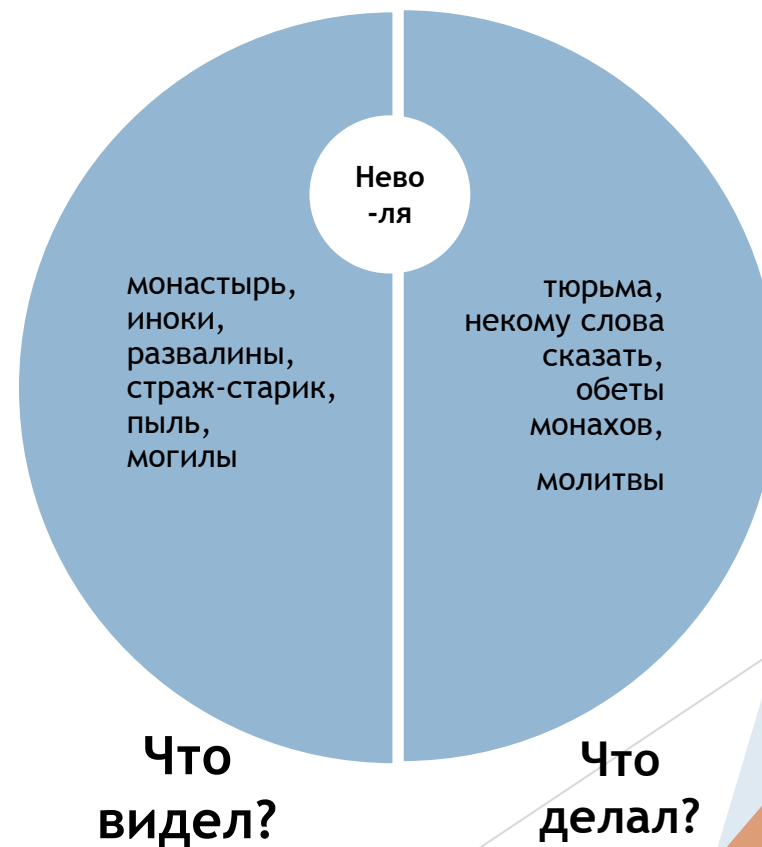 Нево
-ля
монастырь,
иноки,
развалины,
страж-старик,
пыль,
могилы
тюрьма,
некому слова
сказать,
обеты
монахов,
молитвы
Что
видел?
Что
делал?